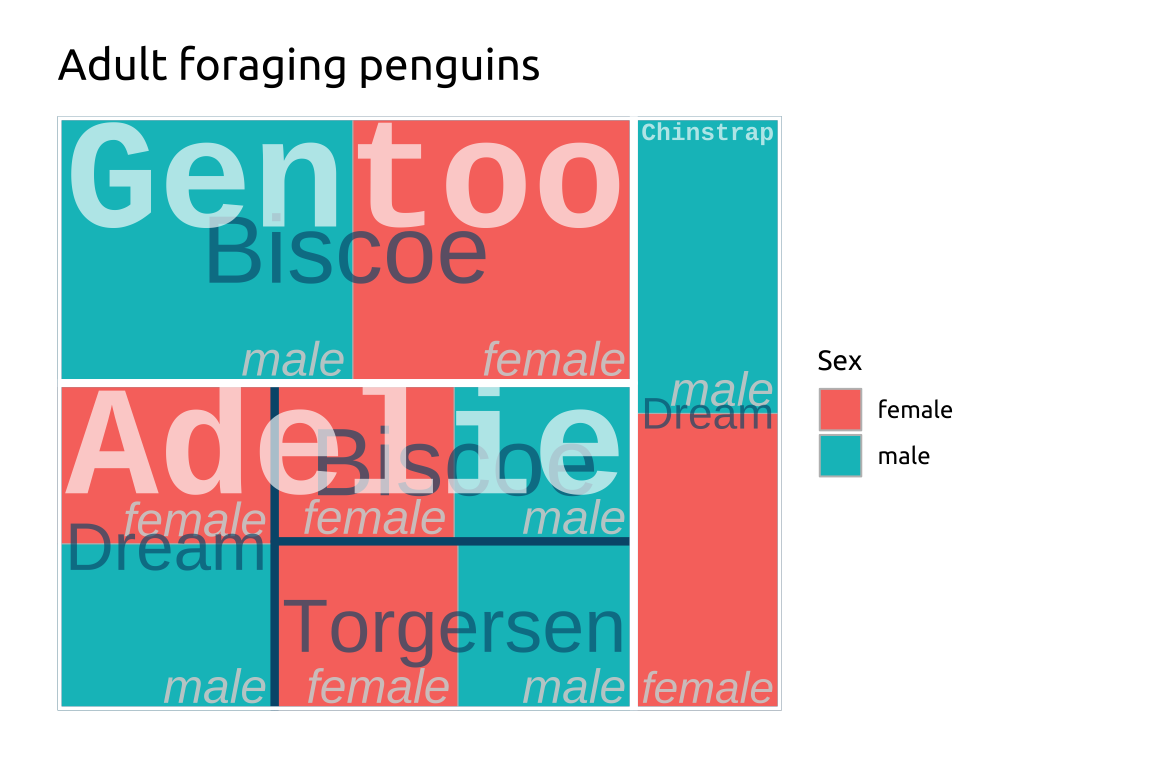 Adult foraging penguins
Gentoo
Biscoe
male
female
Chinstrap
male
Dream
female
Adelie
female
Dream
male
Biscoe
female
male
Torgersen
female
male
Sex
female
male